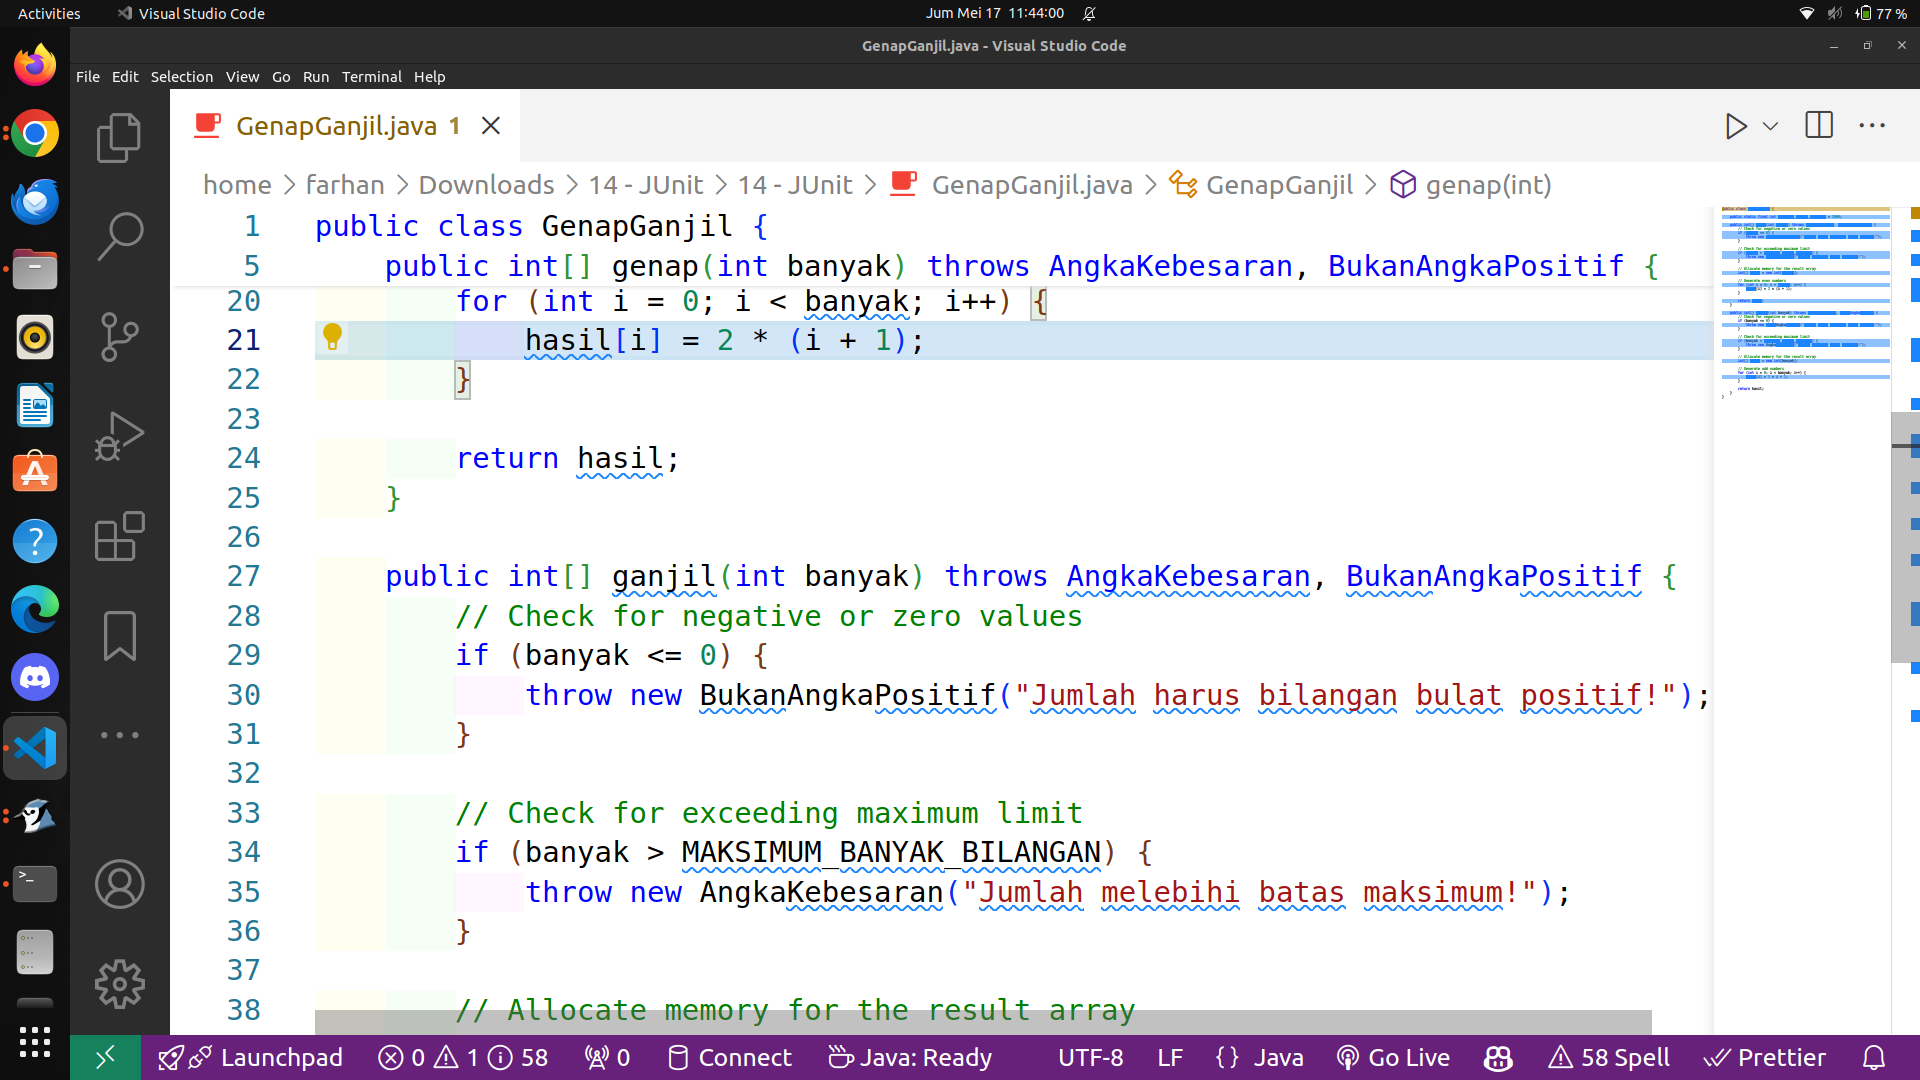 Activities
Visual Studio Code
Jum Mei 17 11:44:00
77 %
GenapGanjil.java - Visual Studio Code
File Edit Selection View Go Run Terminal Help
GenapGanjil.java 1
home > farhan > Downloads > 14 - JUnit > 14 - JUnit > GenapGanjil.java > GenapGanjil > genap(int)
1 public class GenapGanjil {
5 public int[] genap(int banyak) throws AngkaKebesaran, BukanAngkaPositif {
20 for (int i = 0; i < banyak; i++) {
21 hasil[i] = 2 * (i + 1);
22 }
23
24 return hasil;
25 }
26
27 public int[] ganjil(int banyak) throws AngkaKebesaran, BukanAngkaPositif {
28 // Check for negative or zero values
29 if (banyak <= 0) {
30 throw new BukanAngkaPositif("Jumlah harus bilangan bulat positif!");
31 }
32
33 // Check for exceeding maximum limit
34 if (banyak > MAKSIMUM_BANYAK_BILANGAN) {
35 throw new AngkaKebesaran("Jumlah melebihi batas maksimum!");
36 }
37
38 // Allocate memory for the result array
Launchpad 0 1 58 0 Connect Java: Ready UTF-8 LF {} Java Go Live 58 Spell Prettier